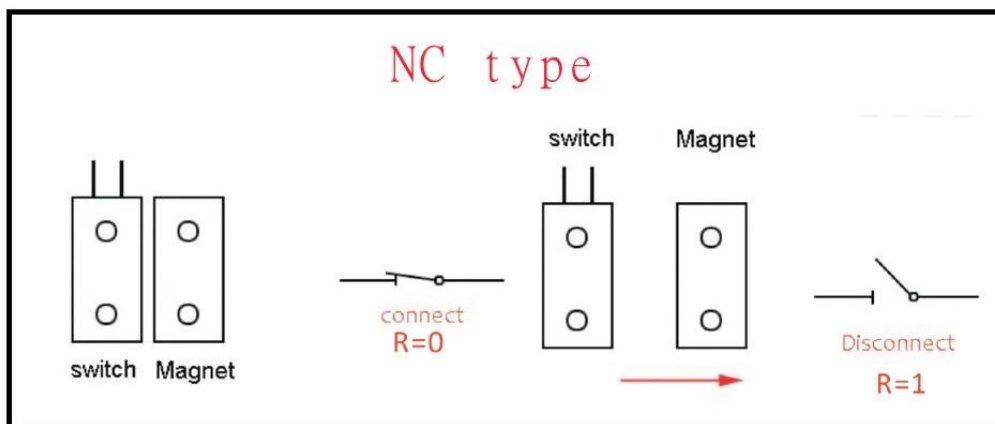 NC type
switch Magnet
connect
R=0
switch Magnet
Disconnect
R=1